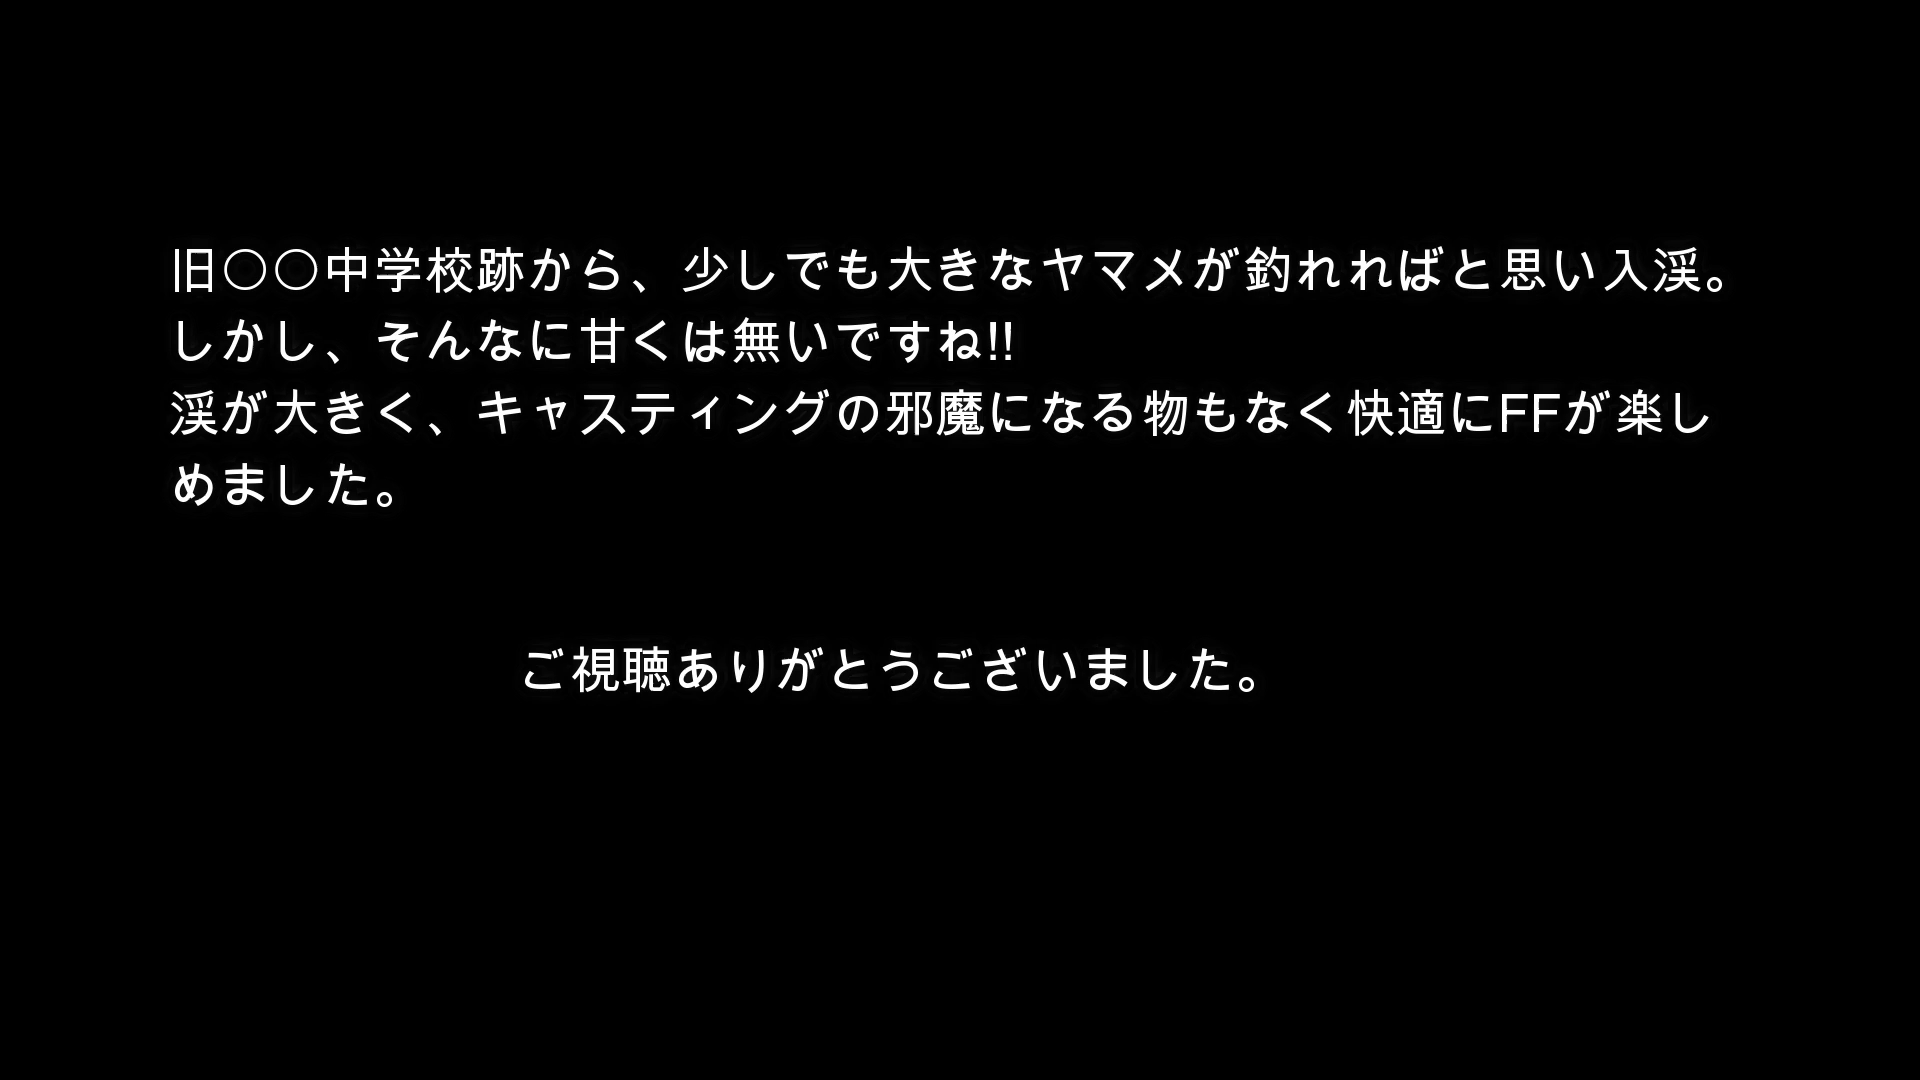 旧○○中学校跡から、少しでも大きなヤマメが釣れればと思い入渓。
しかし、そんなに甘くは無いですね!!
渓が大きく、キャスティングの邪魔になる物もなく快適にFFが楽し
めました。
ご視聴ありがとうございました。